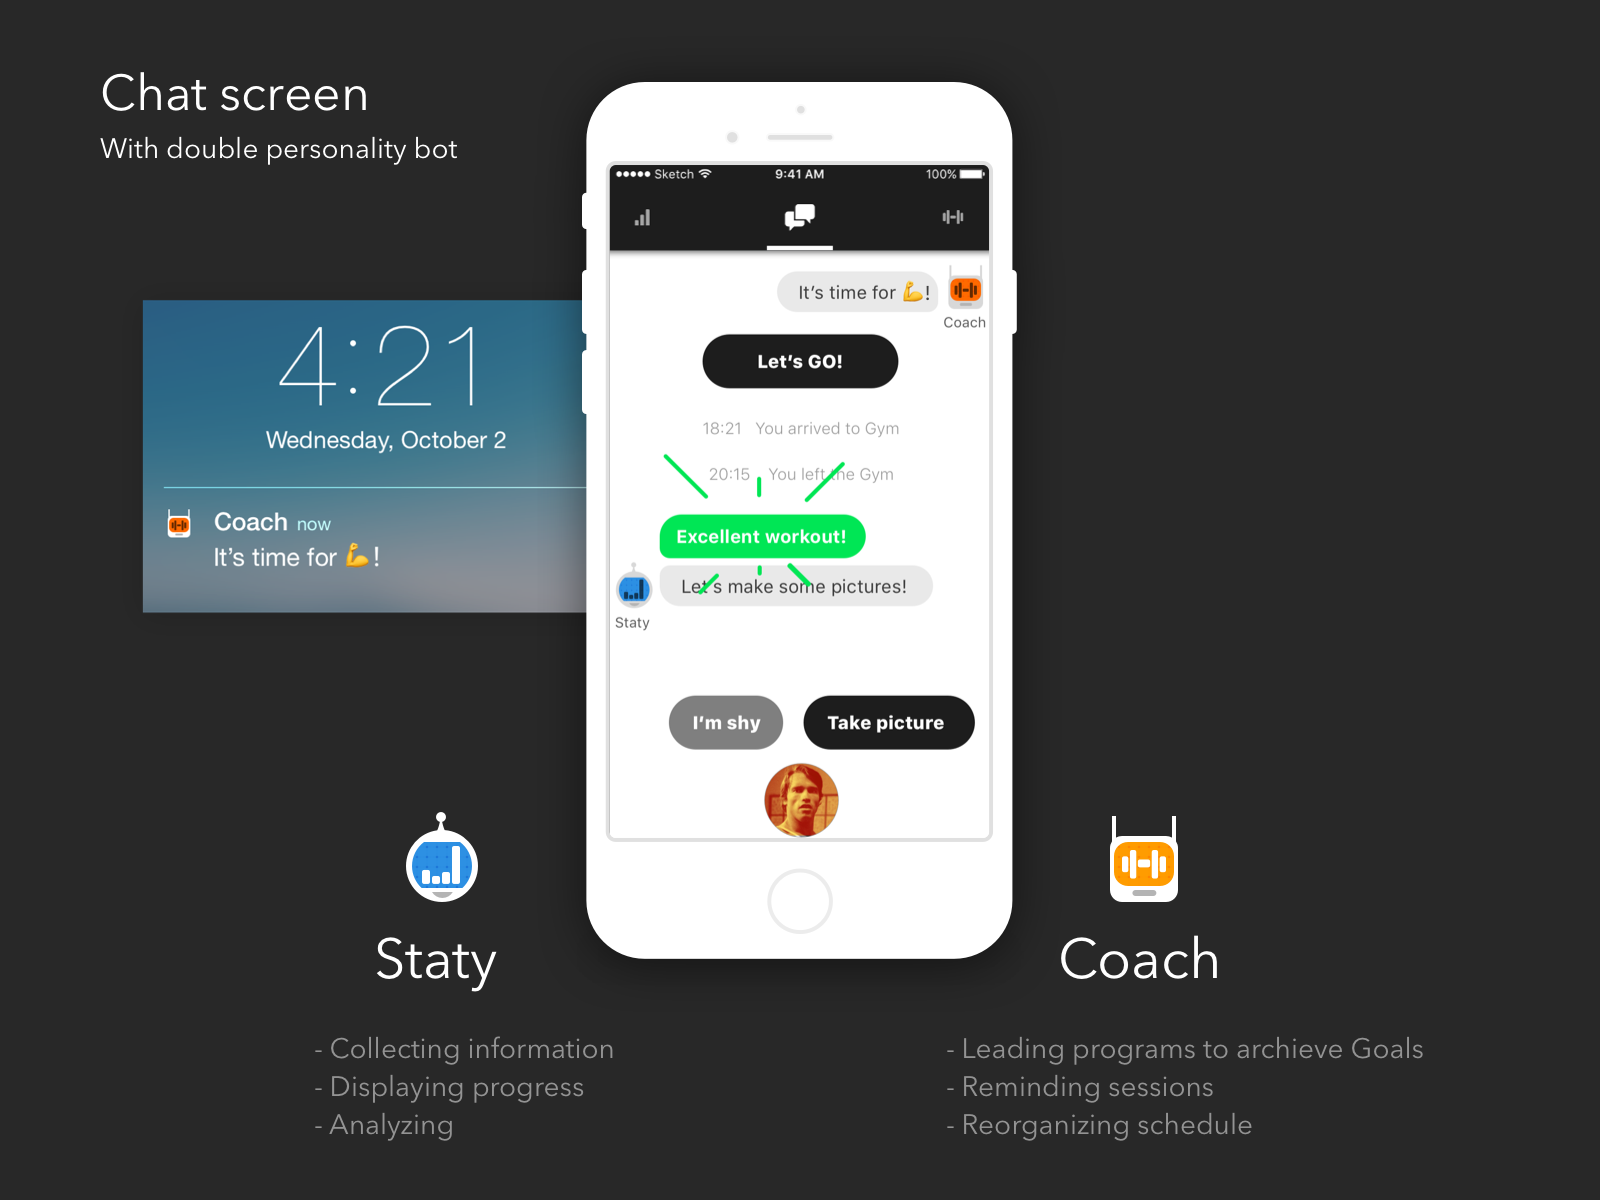 Chat screen
With double personality bot
4:21
Wednesday, October 2
Coach now
It's time for 💪!
Sketch 9:41 AM 100%
It's time for 💪!
Coach
Let's GO!
18:21 You arrived to Gym
20:15 You left the Gym
Excellent workout!
Let's make some pictures!
Staty
I'm shy Take picture
Staty
- Collecting information
- Displaying progress
- Analyzing
Coach
- Leading programs to archieve Goals
- Reminding sessions
- Reorganizing schedule